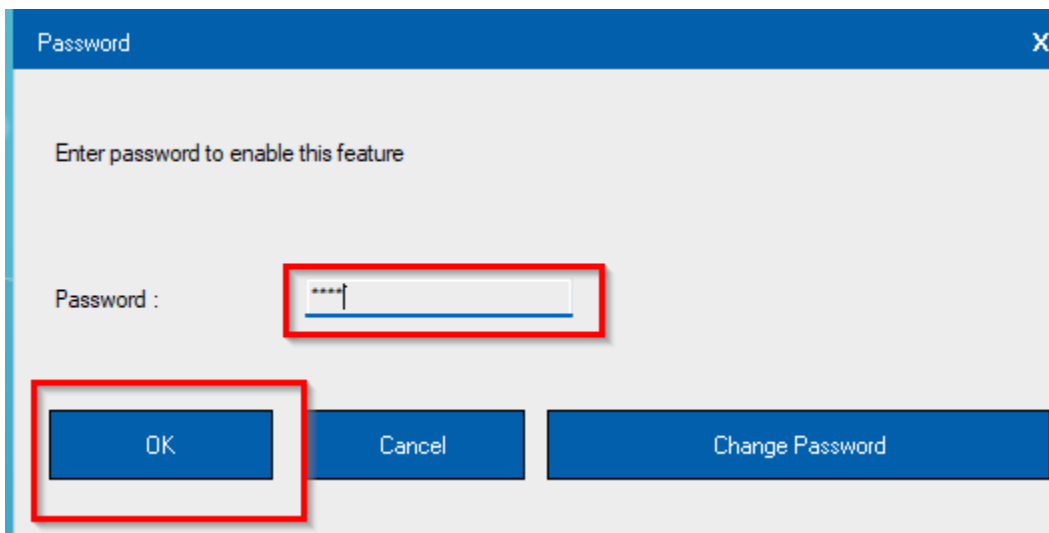 Password X
Enter password to enable this feature
Password : ****
OK Cancel Change Password